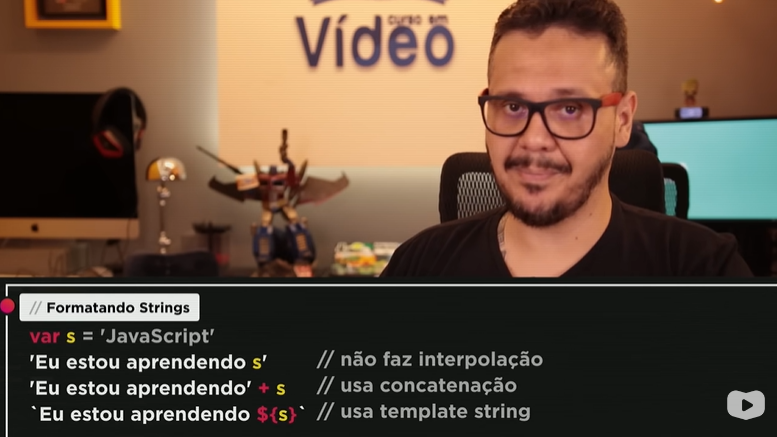 curso em
Vídeo
// Formatando Strings
var s = 'JavaScript'
'Eu estou aprendendo s' // não faz interpolação
'Eu estou aprendendo' + s // usa concatenação
`Eu estou aprendendo ${s}` // usa template string